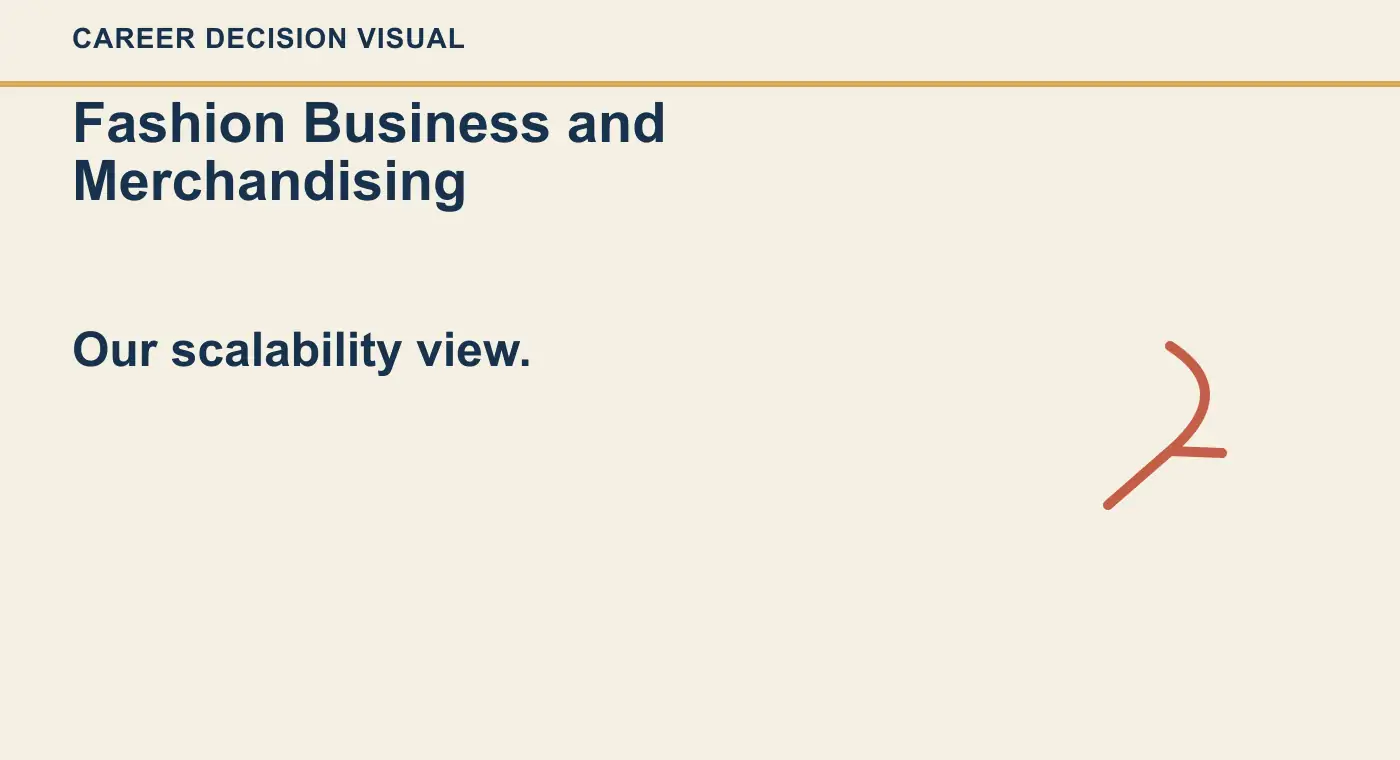 CAREER DECISION VISUAL
Fashion Business and
Merchandising
Our scalability view.